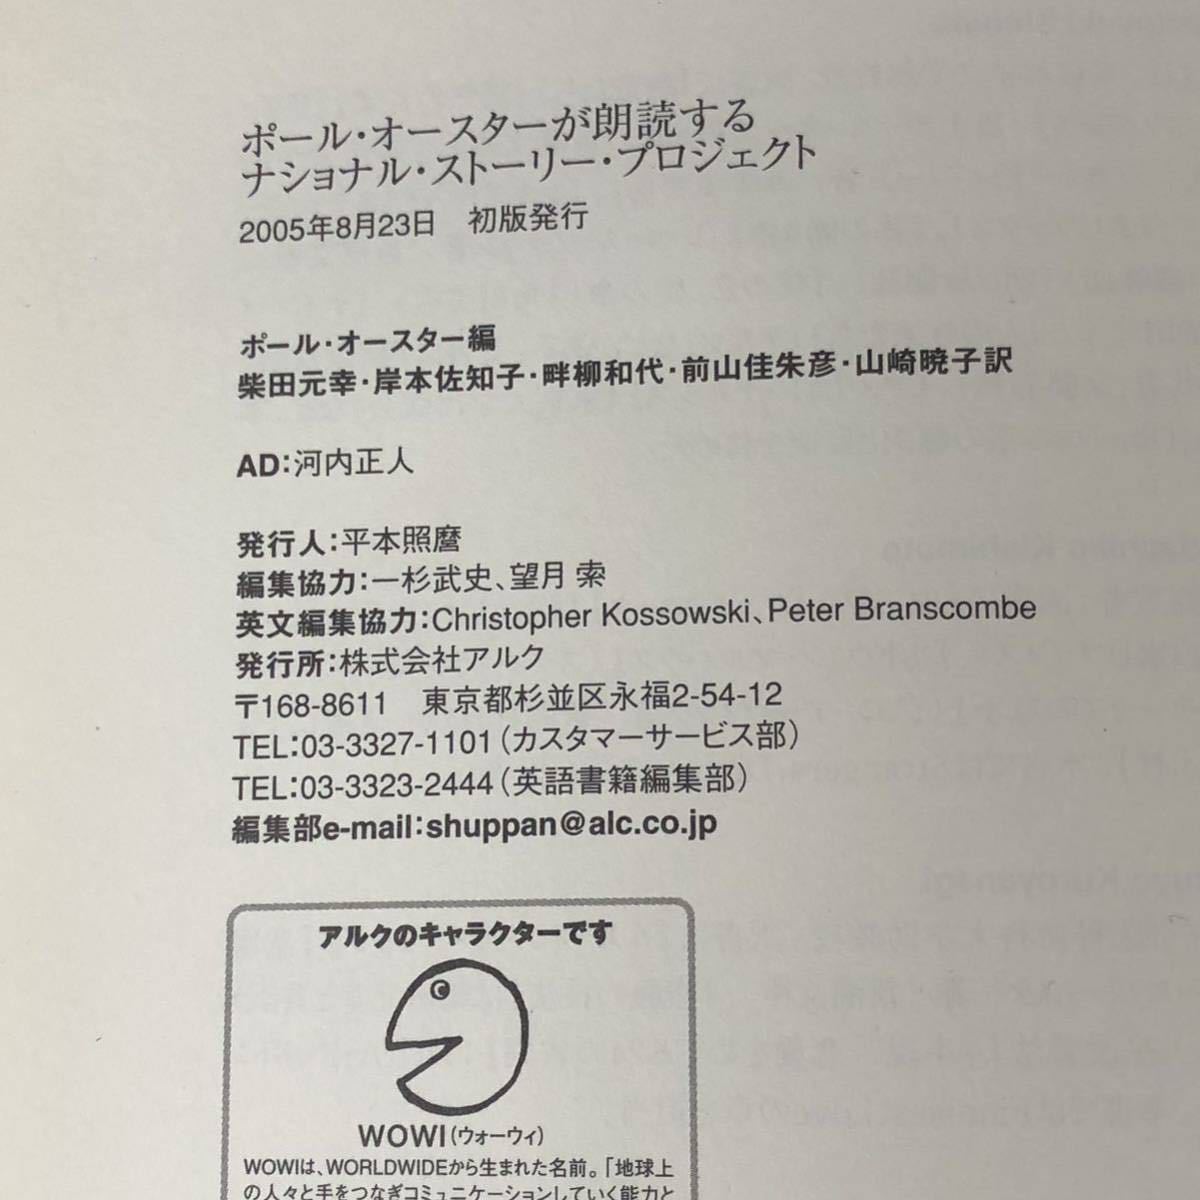 ポール・オースターが朗読する
ナショナル・ストーリー・プロジェクト
2005年8月23日　初版発行
ポール・オースター編
柴田元幸・岸本佐知子・畔柳和代・前山佳朱彦・山崎暁子訳
AD：河内正人
発行人：平本照麿
編集協力：一杉武史、望月 索
英文編集協力：Christopher Kossowski、Peter Branscombe
発行所：株式会社アルク
〒168-8611　東京都杉並区永福2-54-12
TEL：03-3327-1101（カスタマーサービス部）
TEL：03-3323-2444（英語書籍編集部）
編集部e-mail：shuppan@alc.co.jp
アルクのキャラクターです
WOWI（ウォーウィ）
WOWIは、WORLDWIDEから生まれた名前。「地球上
の人々と手をつなぎコミュニケーションしていく能力と